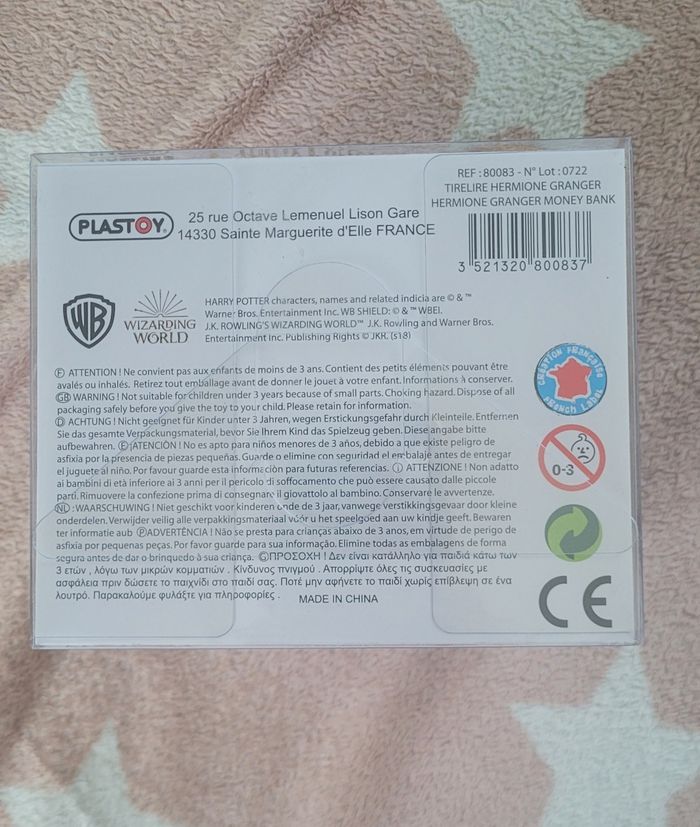 REF : 80083 - N° Lot : 0722
TIRELIRE HERMIONE GRANGER
HERMIONE GRANGER MONEY BANK
3 521320 800837
PLASTOY®
25 rue Octave Lemenuel Lison Gare
14330 Sainte Marguerite d'Elle FRANCE
WB
WIZARDING
WORLD
HARRY POTTER characters, names and related indicia are © & ™
Warner Bros. Entertainment Inc. WB SHIELD: © & ™ WBEI.
J.K. ROWLING'S WIZARDING WORLD™ J.K. Rowling and Warner Bros.
Entertainment Inc. Publishing Rights © JKR. (s18)
Ⓕ ATTENTION ! Ne convient pas aux enfants de moins de 3 ans. Contient des petits éléments pouvant être
avalés ou inhalés. Retirez tout emballage avant de donner le jouet à votre enfant. Informations à conserver.
GB WARNING ! Not suitable for children under 3 years because of small parts. Choking hazard. Dispose of all
packaging safely before you give the toy to your child. Please retain for information.
Ⓓ ACHTUNG ! Nicht geeignet für Kinder unter 3 Jahren, wegen Erstickungsgefahr durch Kleinteile. Entfernen
Sie das gesamte Verpackungsmaterial, bevor Sie Ihrem Kind das Spielzeug geben. Diese angabe bitte
aufbewahren. Ⓔ ¡ATENCIÓN ! No es apto para niños menores de 3 años, debido a que existe peligro de
asfixia por la presencia de piezas pequeñas. Guarde o elimine con seguridad el embalaje antes de entregar
el juguete al niño. Por favour guarde esta información para futuras referencias. Ⓘ ATTENZIONE ! Non adatto
ai bambini di età inferiore ai 3 anni per il pericolo di soffocamento che può essere causato dalle piccole
parti. Rimuovere la confezione prima di consegnare il giovattolo al bambino. Conservare le avvertenze.
NL : WAARSCHUWING ! Niet geschikt voor kinderen onde de 3 jaar, vanwege verstikkingsgevaar door kleine
onderdelen. Verwijder veilig alle verpakkingsmateriaal vóór u het speelgoed aan uw kindje geeft. Bewaren
ter informatie aub Ⓟ ADVERTÊNCIA ! Não se presta para crianças abaixo de 3 anos, em virtude de perigo de
asfixia por pequenas peças. Por favor guarde para sua informação. Elimine todas as embalagens de forma
segura antes de dar o brinquedo à sua criança. Ⓖ ΠΡΟΣΟΧΗ ! Δεν είναι κατάλληλο για παιδιά κάτω των
3 ετών , λόγω των μικρών κομματιών . Κίνδυνος πνιγμού . Απορρίψτε όλες τις συσκευασίες με
ασφάλεια πριν δώσετε το παιχνίδι στο παιδί σας. Ποτέ μην αφήνετε το παιδί χωρίς επίβλεψη σε ένα
λουτρό. Παρακαλούμε φυλάξτε για πληροφορίες . MADE IN CHINA
CRÉATION FRANÇAISE
FRENCH LABEL
0-3
CE